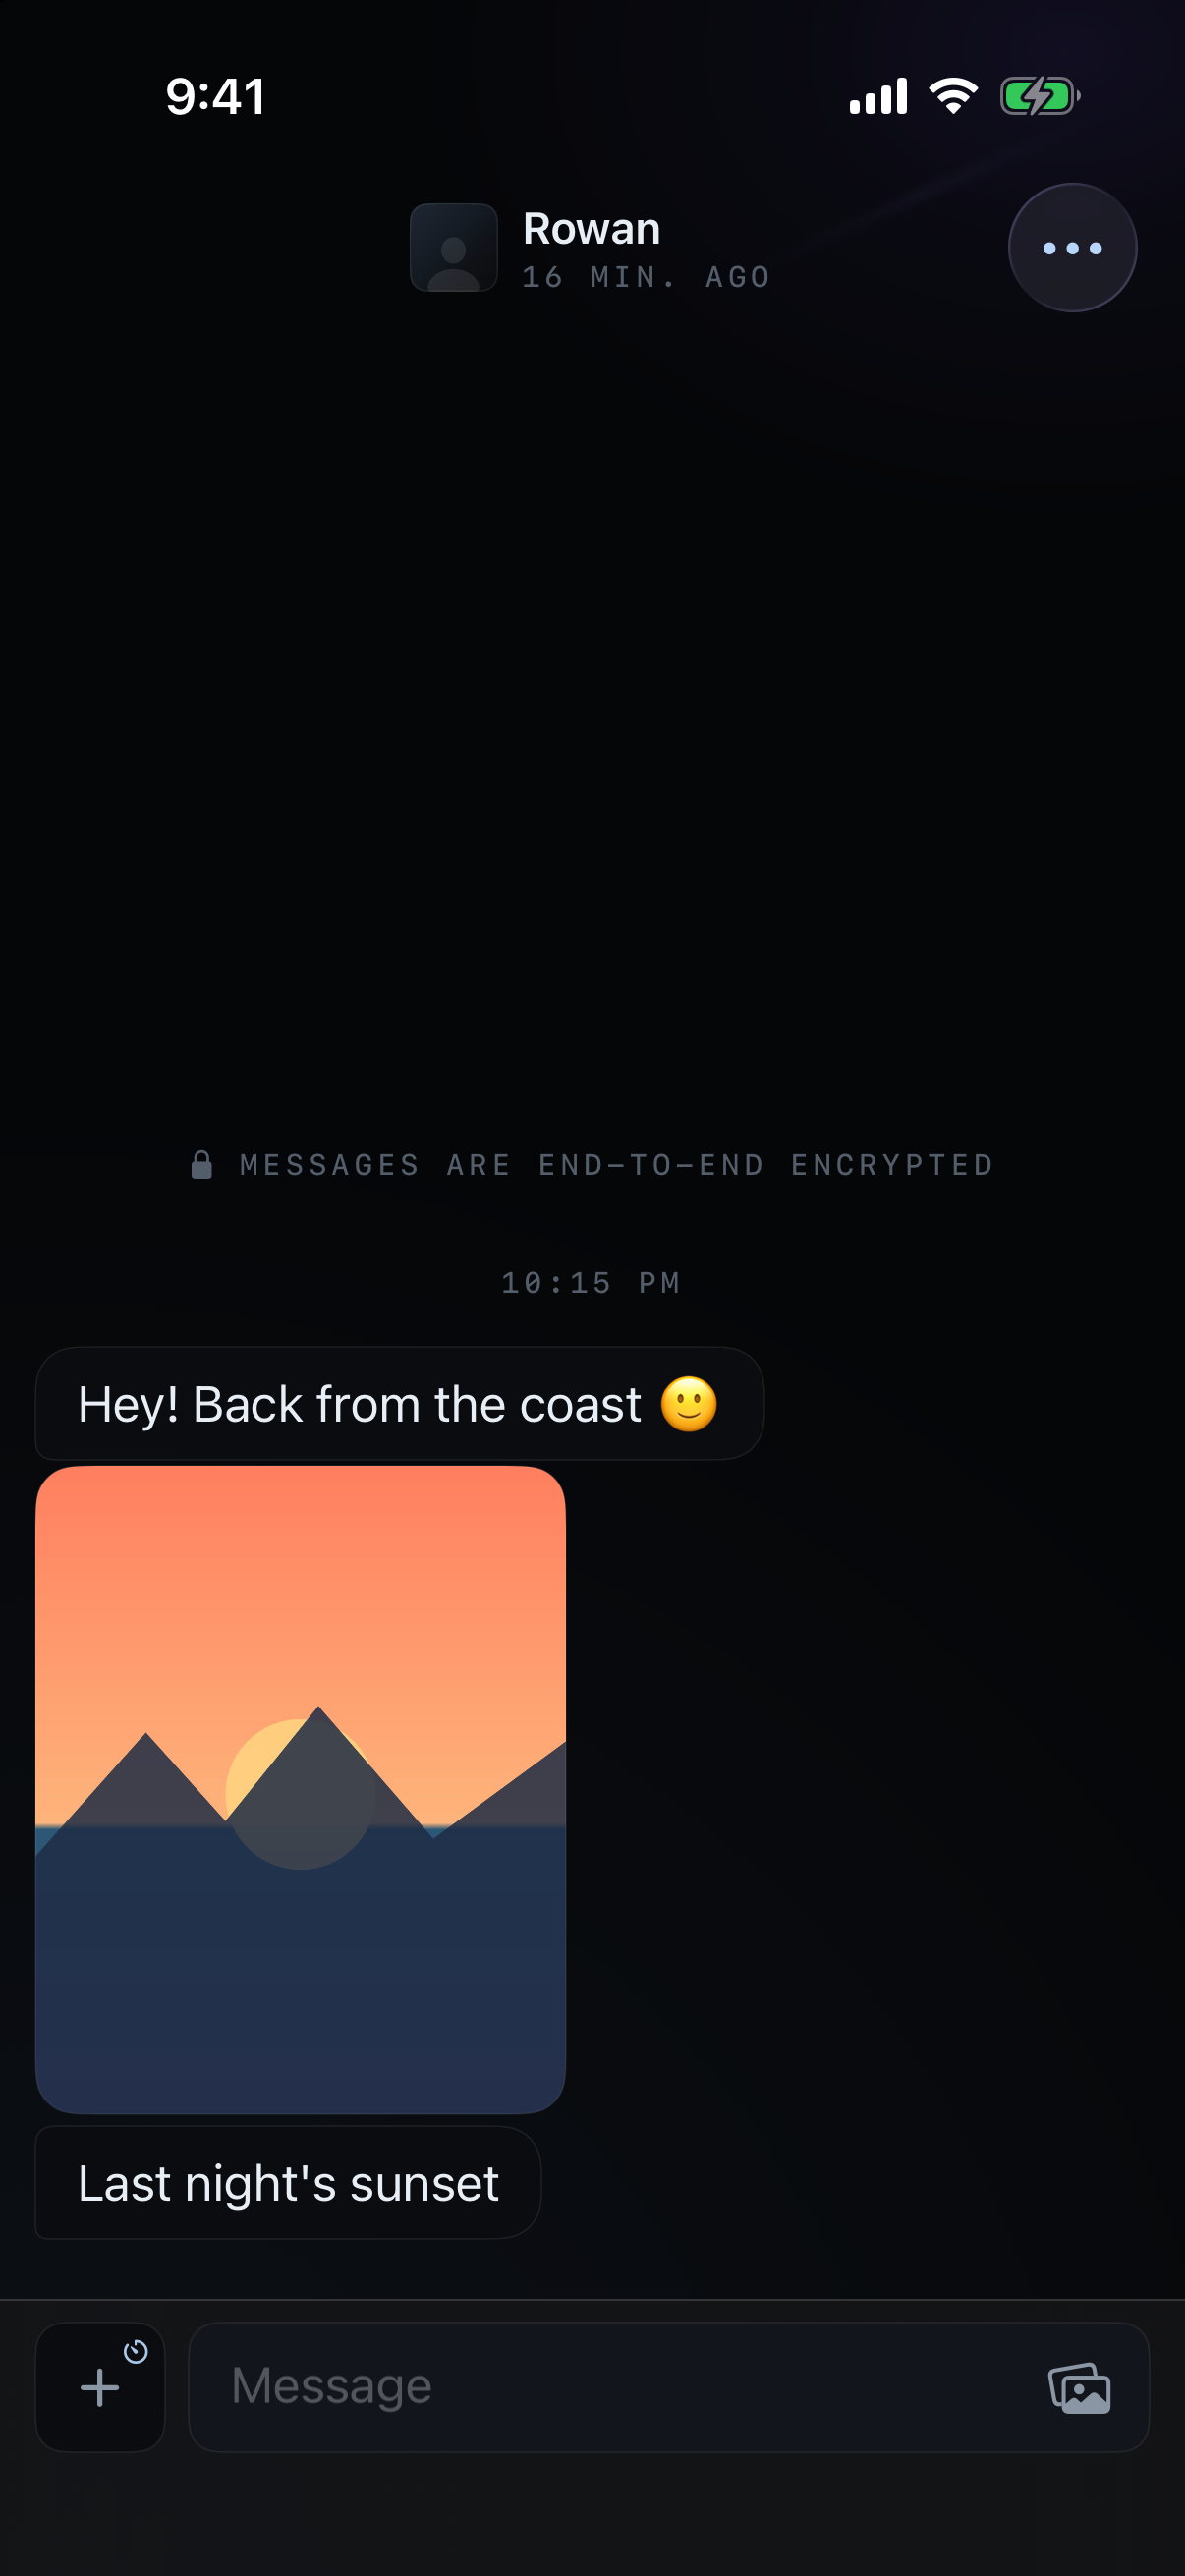 9:41
Rowan
16 MIN. AGO
MESSAGES ARE END-TO-END ENCRYPTED
10:15 PM
Hey! Back from the coast 🙂
Last night's sunset
Message